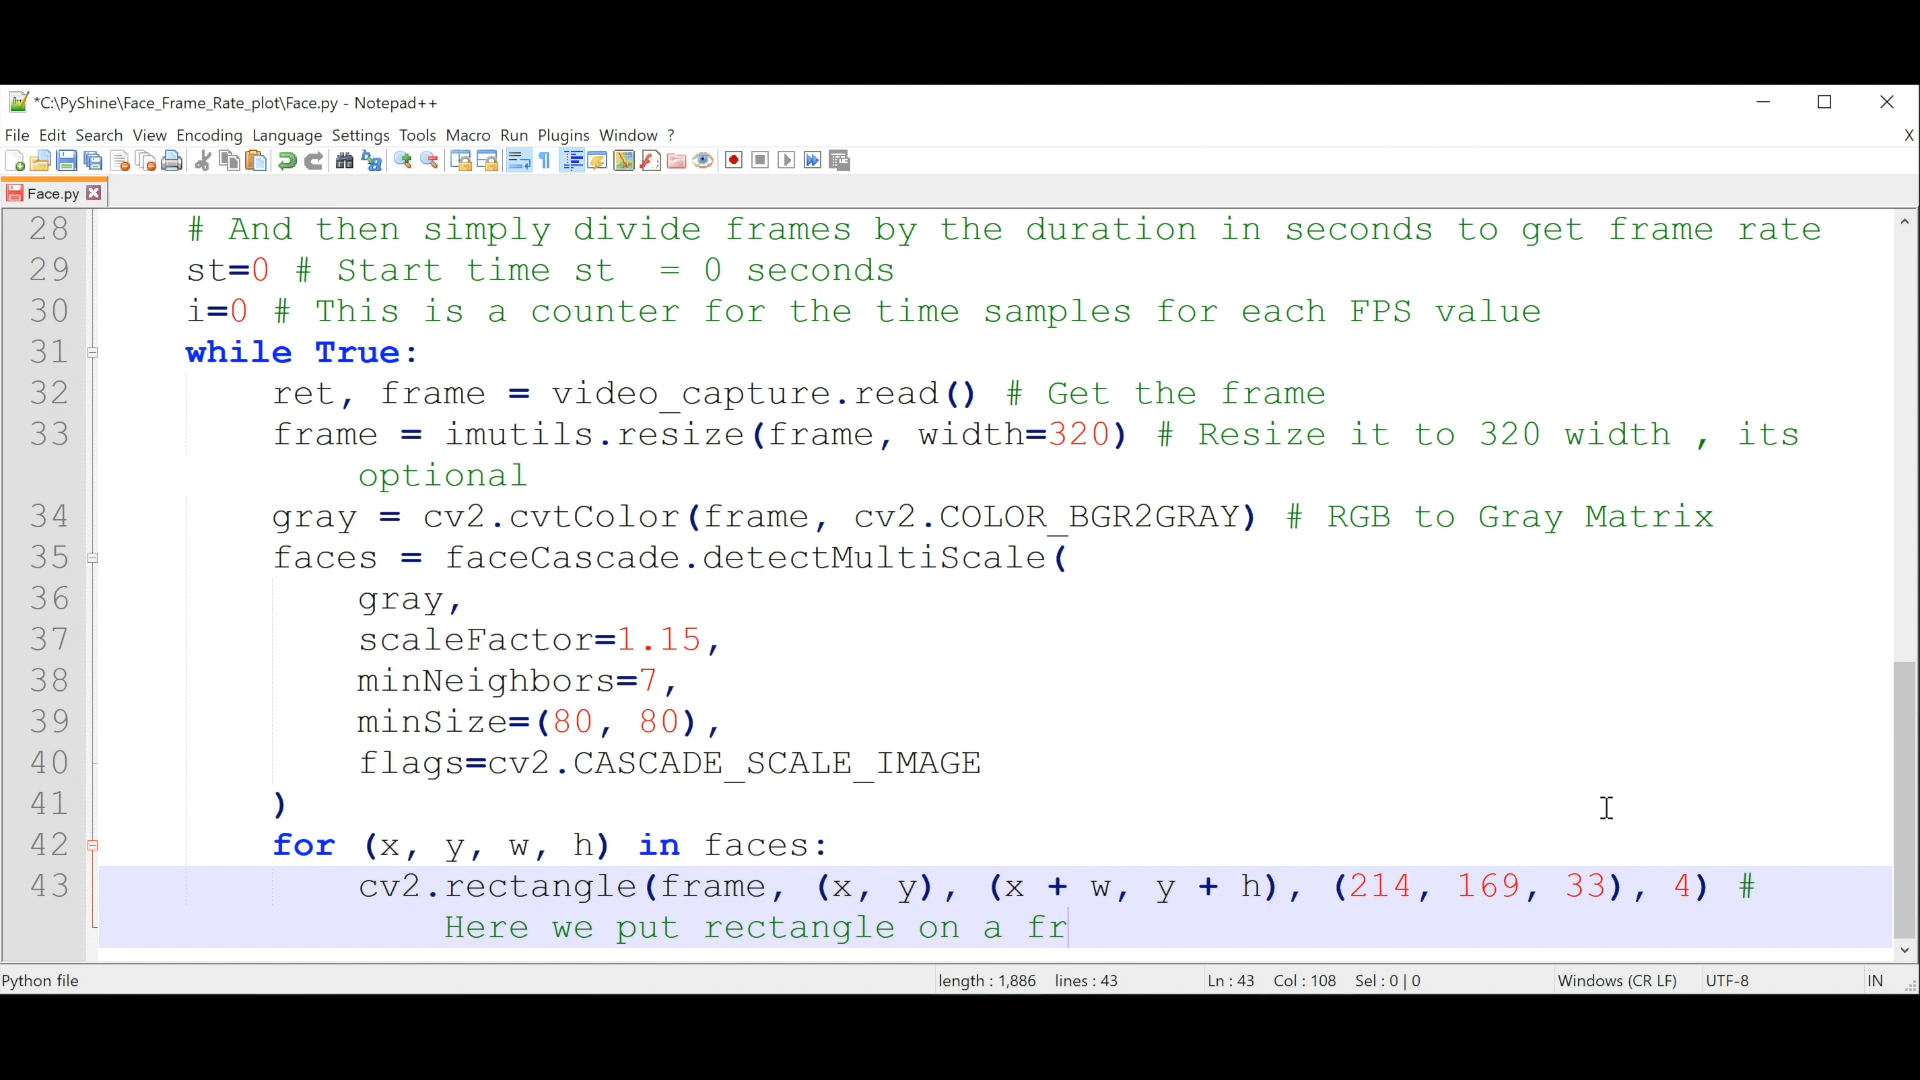 *C:\PyShine\Face_Frame_Rate_plot\Face.py - Notepad++
File Edit Search View Encoding Language Settings Tools Macro Run Plugins Window ? X
Face.py
28 # And then simply divide frames by the duration in seconds to get frame rate
29 st=0 # Start time st  = 0 seconds
30 i=0 # This is a counter for the time samples for each FPS value
31 while True:
32 ret, frame = video_capture.read() # Get the frame
33 frame = imutils.resize(frame, width=320) # Resize it to 320 width , its
optional
34 gray = cv2.cvtColor(frame, cv2.COLOR_BGR2GRAY) # RGB to Gray Matrix
35 faces = faceCascade.detectMultiScale(
36 gray,
37 scaleFactor=1.15,
38 minNeighbors=7,
39 minSize=(80, 80),
40 flags=cv2.CASCADE_SCALE_IMAGE
41 )
42 for (x, y, w, h) in faces:
43 cv2.rectangle(frame, (x, y), (x + w, y + h), (214, 169, 33), 4) #
Here we put rectangle on a fr
Python file length : 1,886 lines : 43 Ln : 43 Col : 108 Sel : 0 | 0 Windows (CR LF) UTF-8 IN